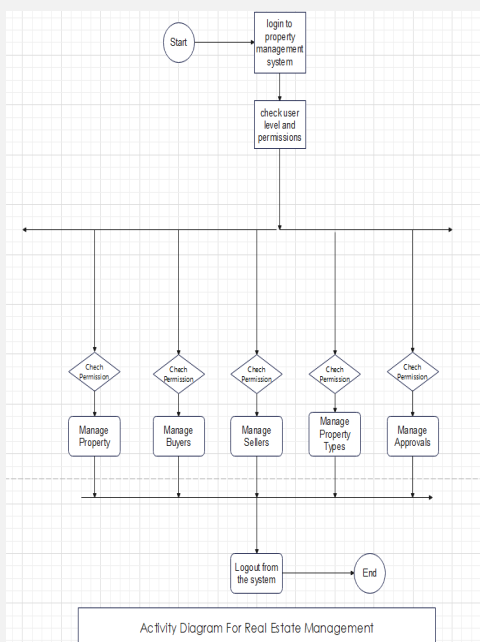 Start
login to
property
management
system
check user
level and
permissions
Chech
Permission
Chech
Permission
Chech
Permission
Chech
Permission
Chech
Permission
Manage
Property
Manage
Buyers
Manage
Sellers
Manage
Property
Types
Manage
Approvals
Logout from
the system
End
Activity Diagram For Real Estate Management